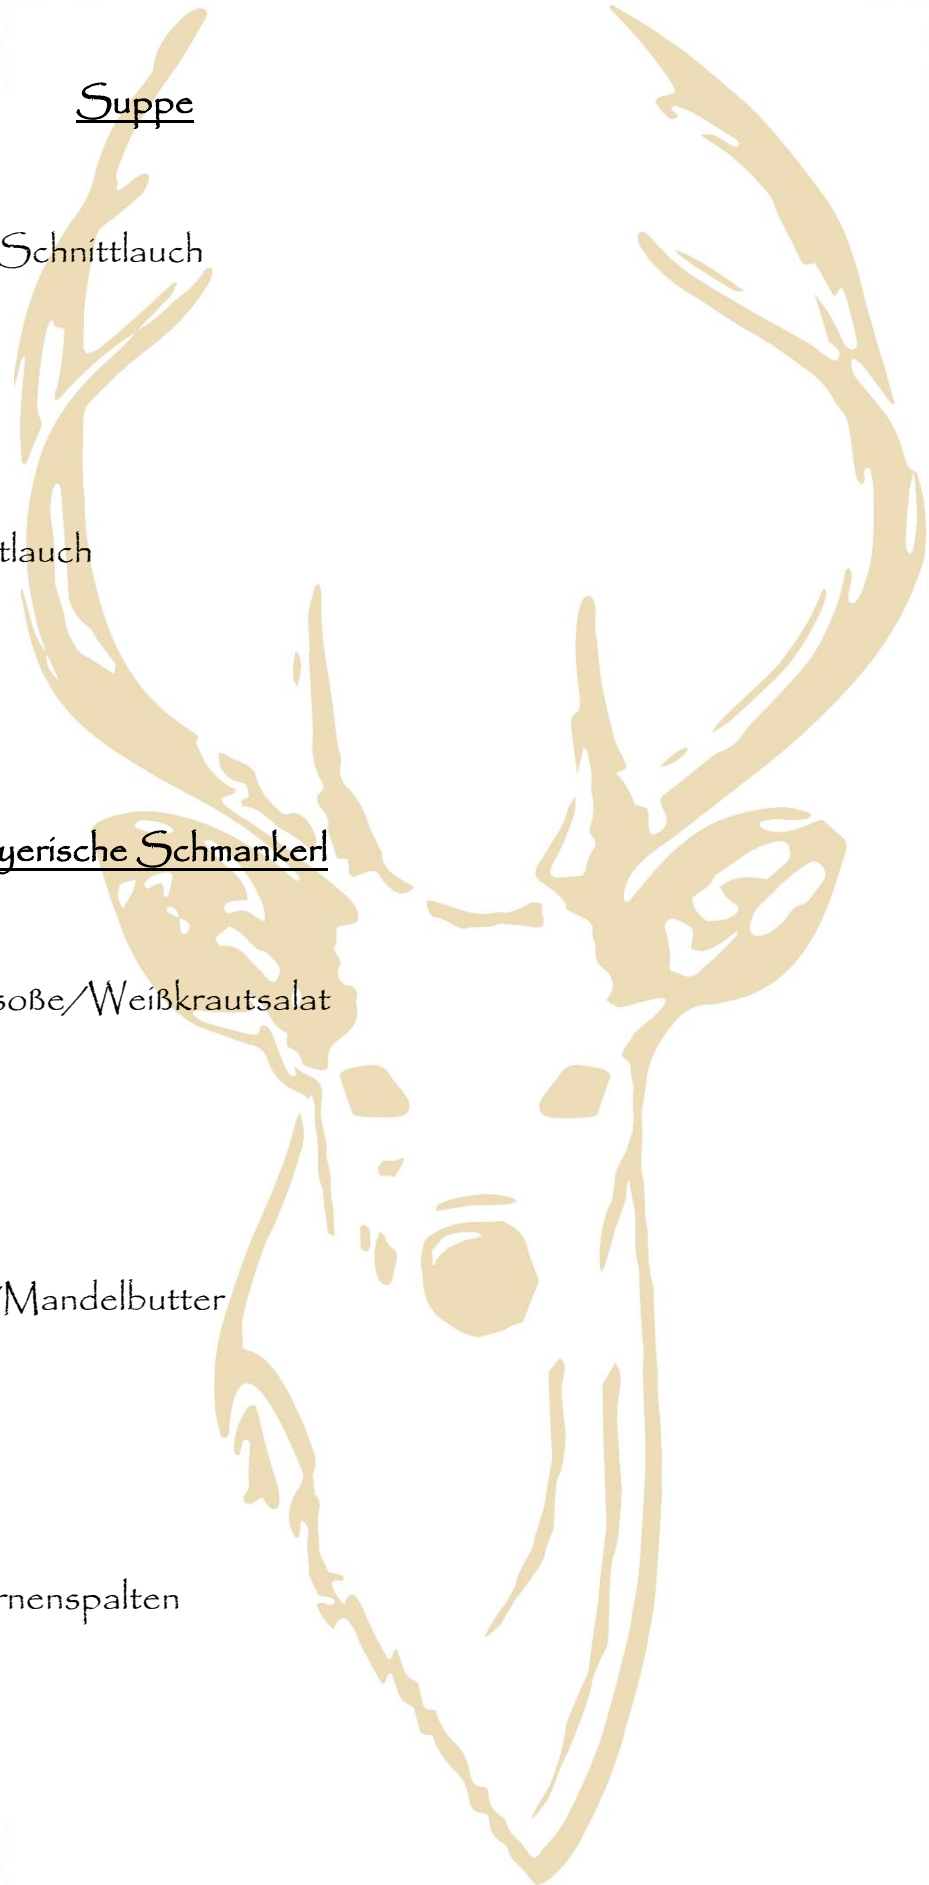 Suppe
Schnittlauch
tlauch
yerische Schmankerl
soße/Weißkrautsalat
/Mandelbutter
rnenspalten